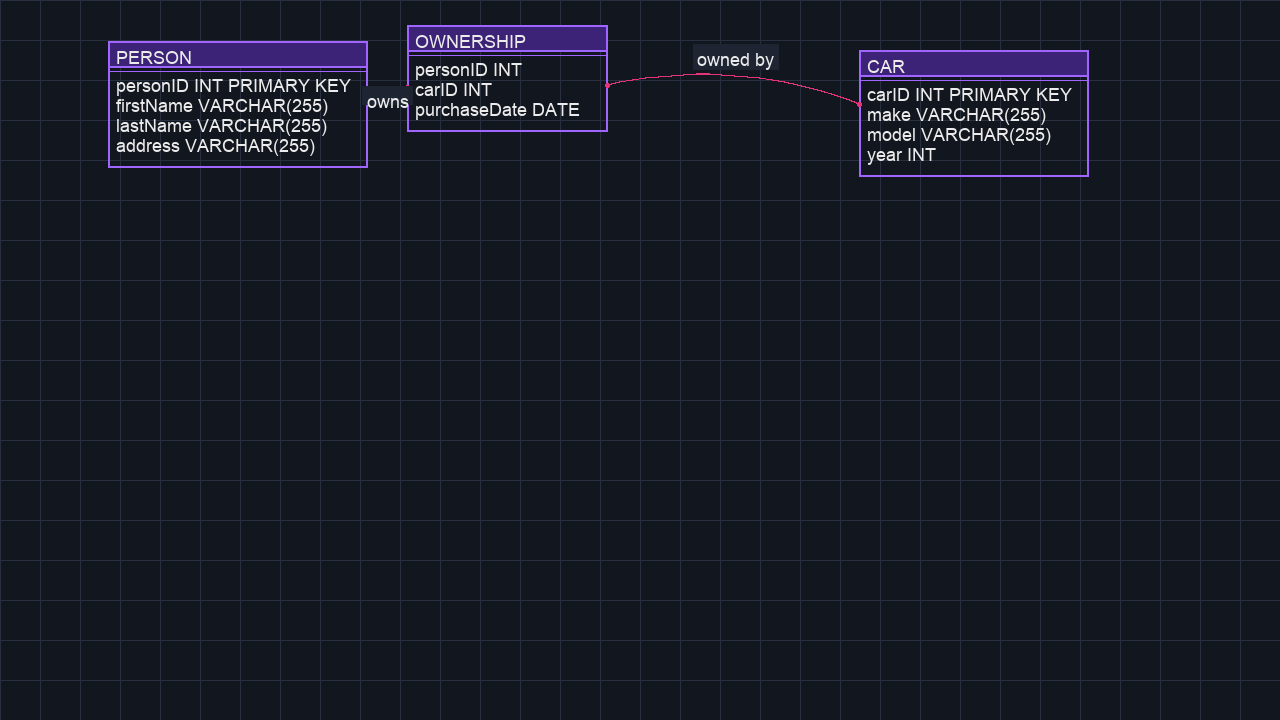 PERSON
personID INT PRIMARY KEY
firstName VARCHAR(255)
lastName VARCHAR(255)
address VARCHAR(255)
owns
OWNERSHIP
personID INT
carID INT
purchaseDate DATE
owned by
CAR
carID INT PRIMARY KEY
make VARCHAR(255)
model VARCHAR(255)
year INT